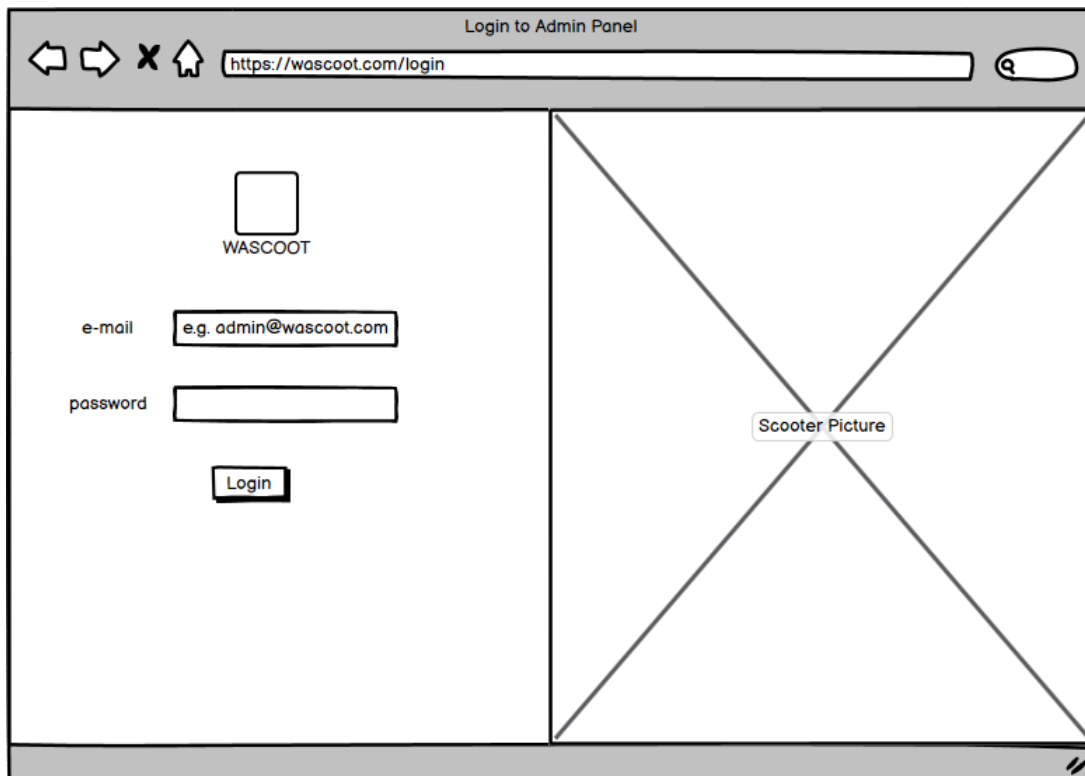 Login to Admin Panel
https://wascoot.com/login
WASCOOT
e-mail
e.g. admin@wascoot.com
password
Login
Scooter Picture